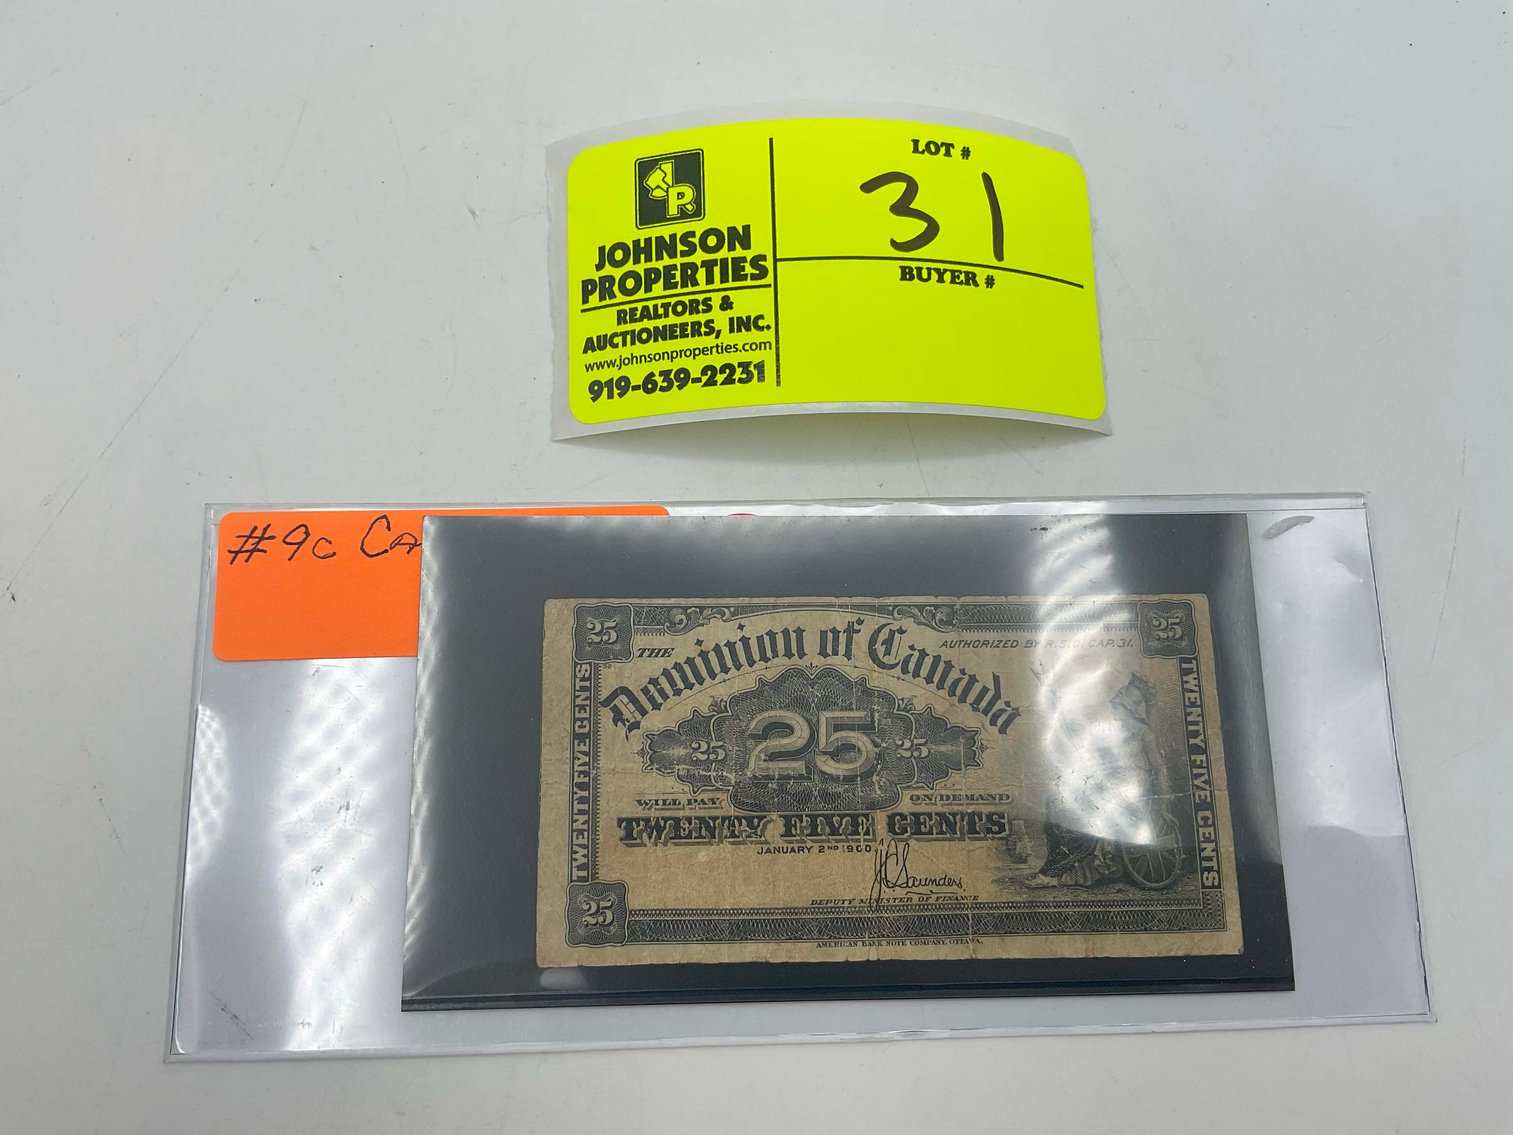 JP
JOHNSON
PROPERTIES
REALTORS &
AUCTIONEERS, INC.
www.johnsonproperties.com
919-639-2231
LOT #
31
BUYER #
#9c Ca
25
25
THE
Dominion of Canada
AUTHORIZED BY R.S.C. CAP. 31.
TWENTY FIVE CENTS
TWENTY FIVE CENTS
25 25 25
WILL PAY ON DEMAND
TWENTY FIVE CENTS
JANUARY 2ND 1900.
J C Saunders,
DEPUTY MINISTER OF FINANCE
25
AMERICAN BANK NOTE COMPANY, OTTAWA.